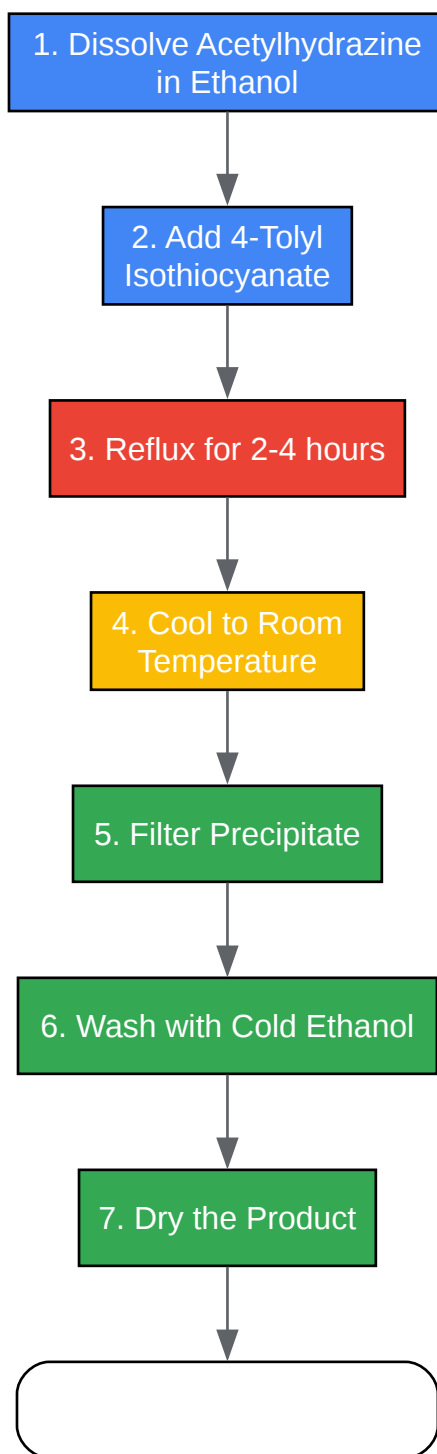 1. Dissolve Acetylhydrazine
in Ethanol
2. Add 4-Tolyl
Isothiocyanate
3. Reflux for 2-4 hours
4. Cool to Room
Temperature
5. Filter Precipitate
6. Wash with Cold Ethanol
7. Dry the Product